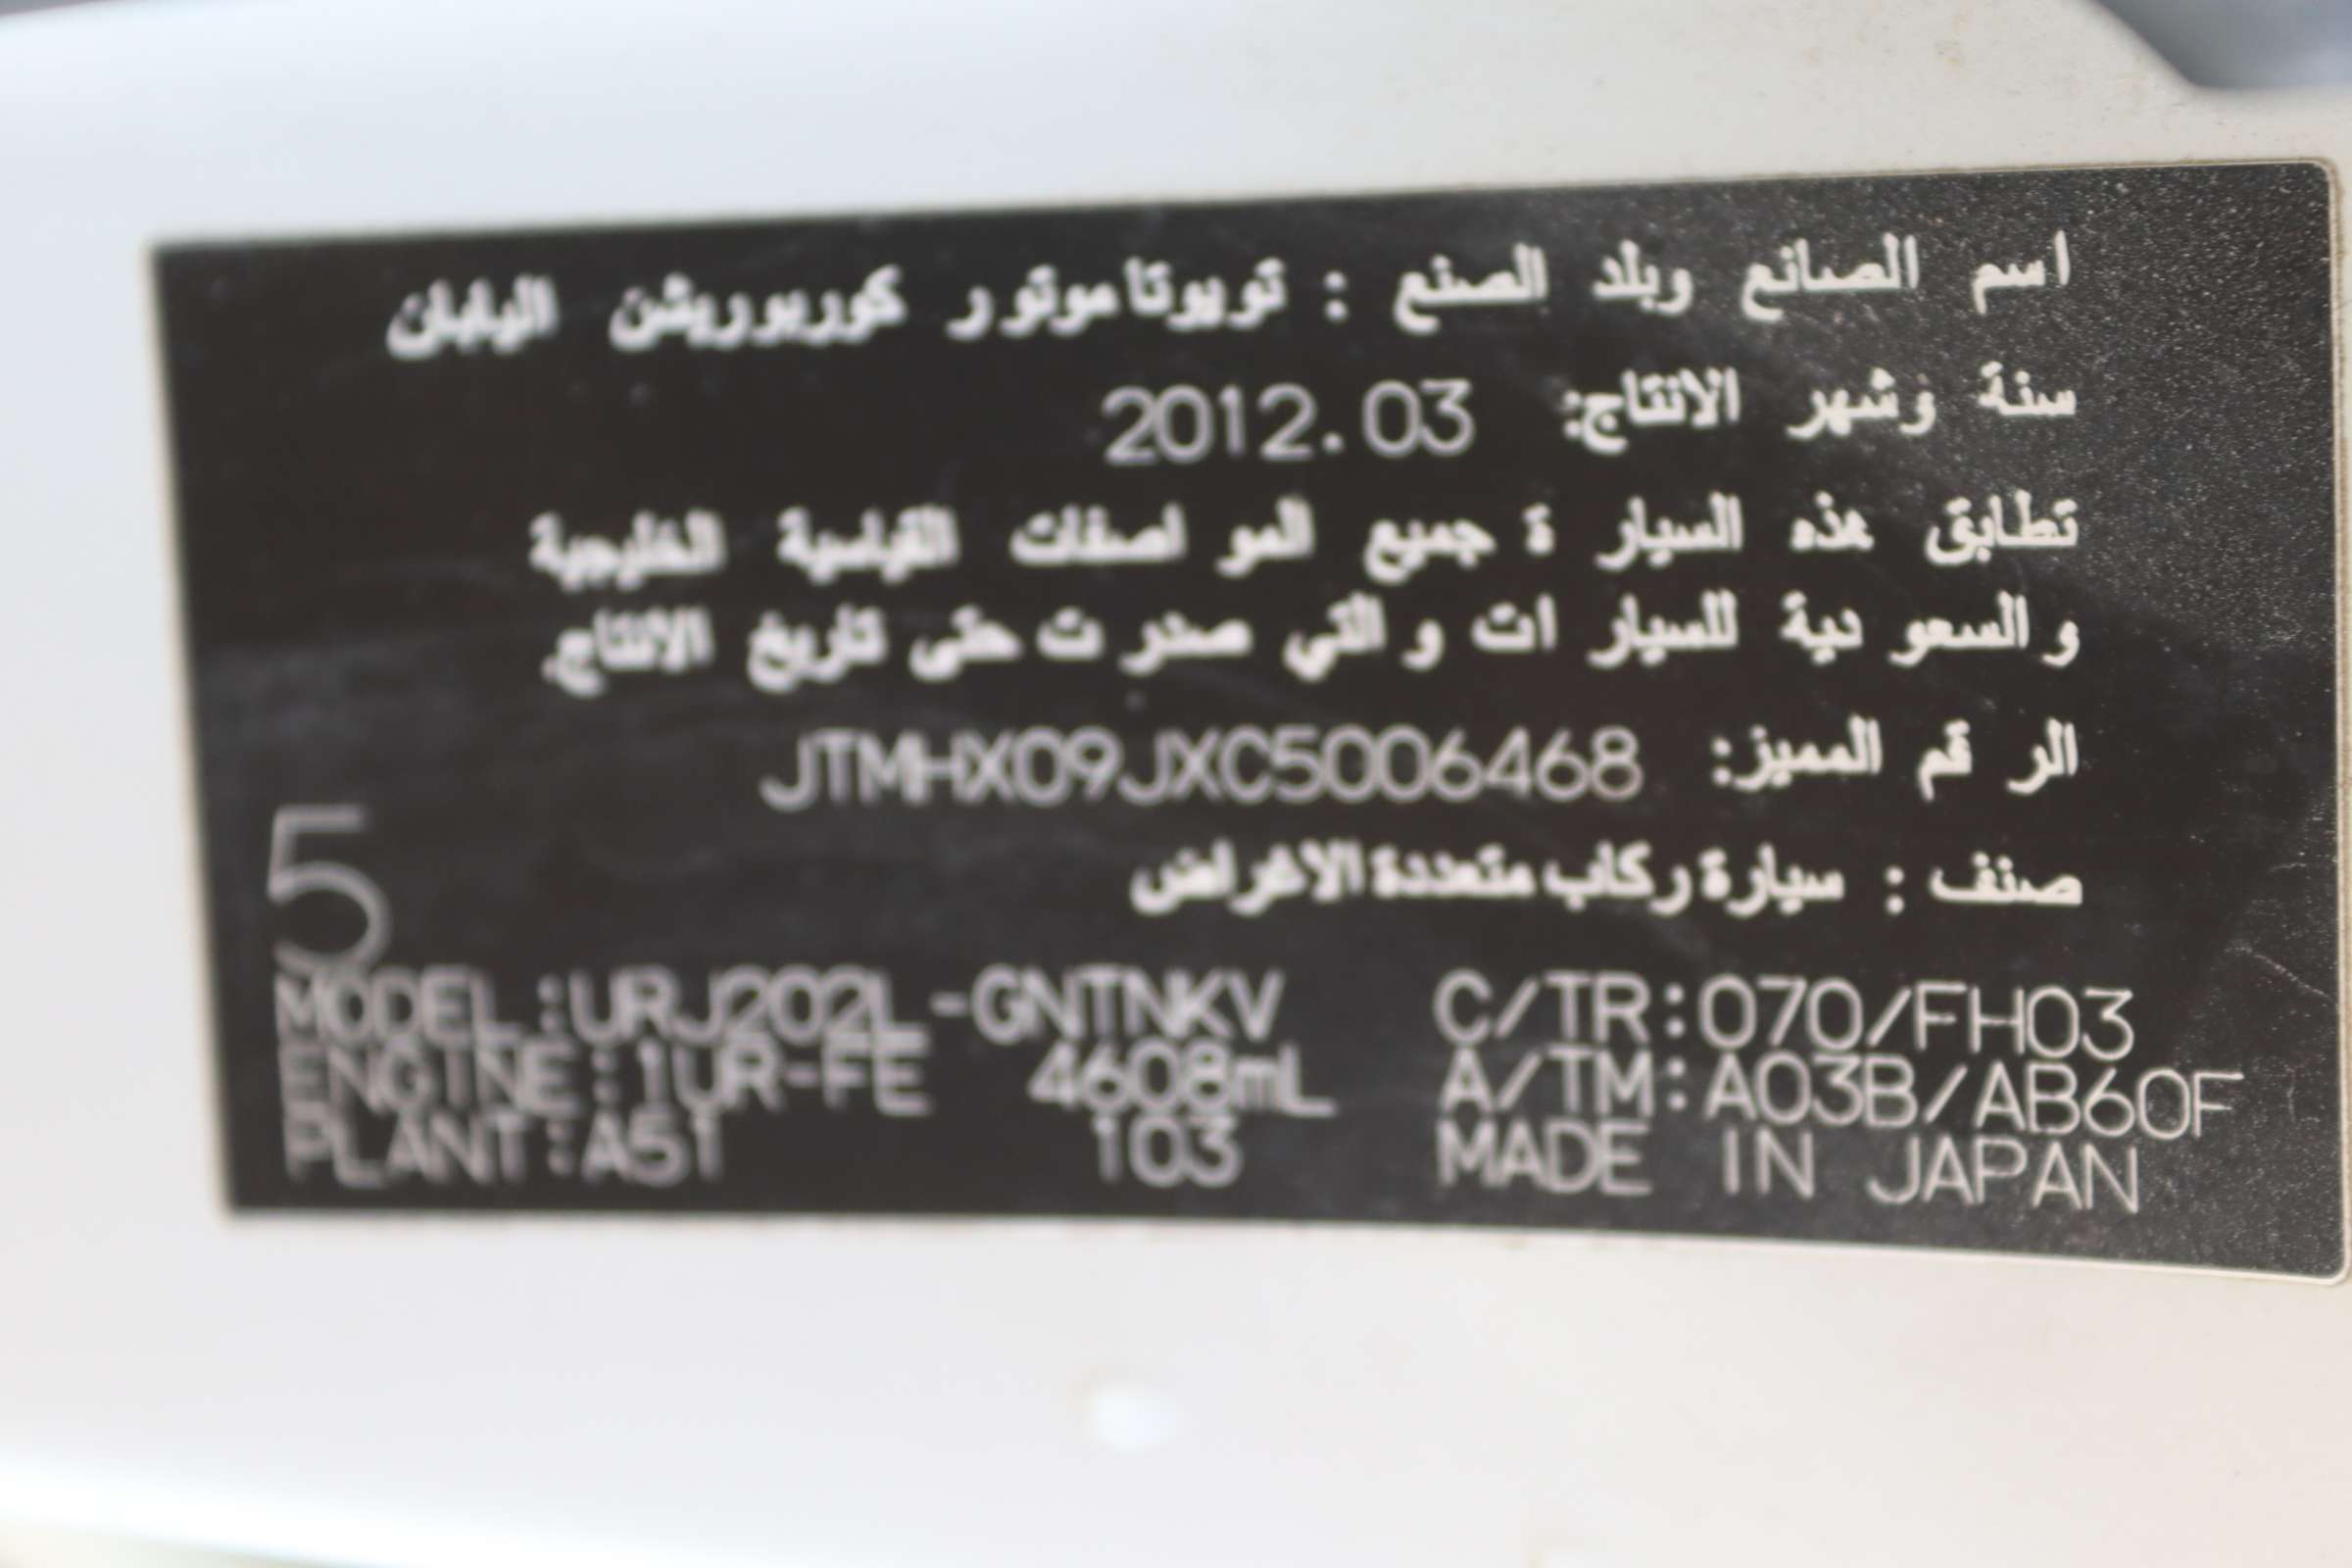 اسم الصانع وبلد الصنع : تويوتا موتور كوربوريشن اليابان
سنة وشهر الانتاج: 2012.03
تطابق هذه السيارة جميع المواصفات القياسية الخليجية
والسعودية للسيارات والتي صدرت حتى تاريخ الانتاج.
الرقم المميز: JTMHX09JXC5006468
صنف : سيارة ركاب متعددة الاغراض
5
MODEL:URJ202L-GNTNKV C/TR:070/FH03
ENGINE:1UR-FE 4608mL A/TM:A03B/AB60F
PLANT:A51 103 MADE IN JAPAN